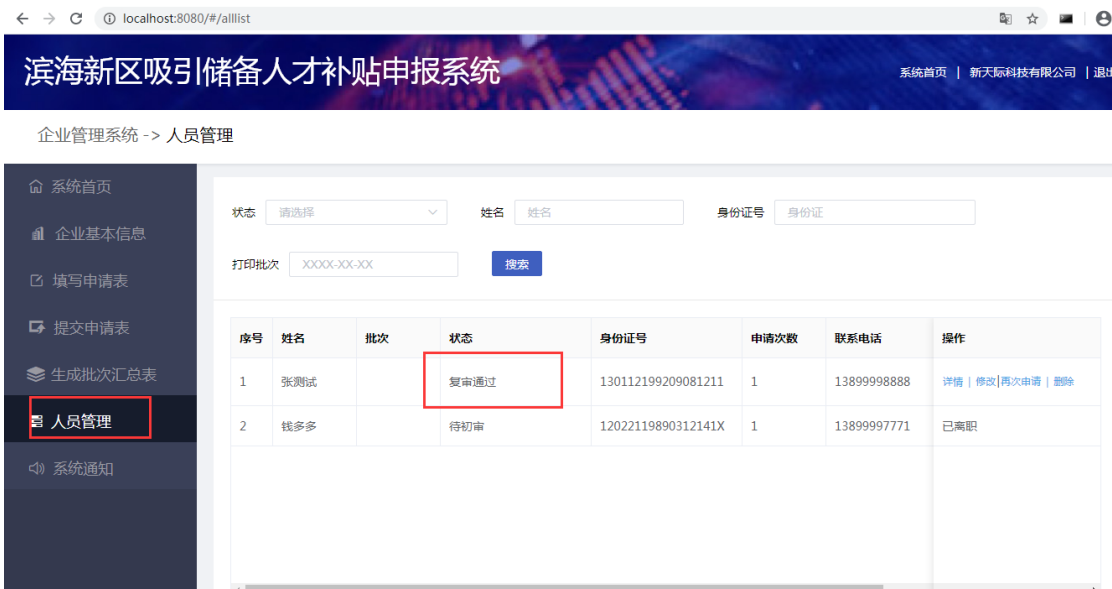 localhost:8080/#/alllist
滨海新区吸引储备人才补贴申报系统
系统首页 | 新天际科技有限公司 | 退出
企业管理系统 -> 人员管理
系统首页
企业基本信息
填写申请表
提交申请表
生成批次汇总表
人员管理
系统通知
状态 请选择 姓名 姓名 身份证号 身份证
打印批次 XXXX-XX-XX 搜索
序号 姓名 批次 状态 身份证号 申请次数 联系电话 操作
1 张测试 复审通过 130112199209081211 1 13899998888 详情 | 修改|再次申请 | 删除
2 钱多多 待初审 12022119890312141X 1 13899997771 已离职